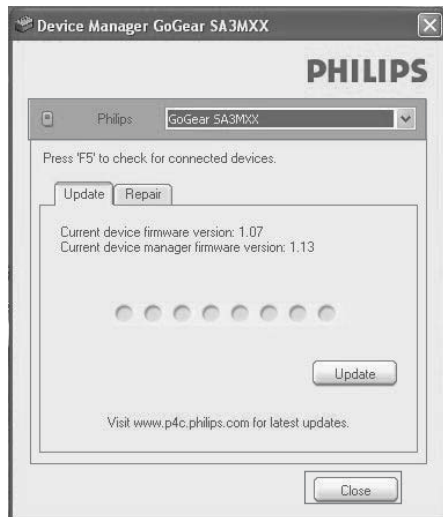 Device Manager GoGear SA3MXX
PHILIPS
Philips GoGear SA3MXX
Press 'F5' to check for connected devices.
Update Repair
Current device firmware version: 1.07
Current device manager firmware version: 1.13
Update
Visit www.p4c.philips.com for latest updates.
Close